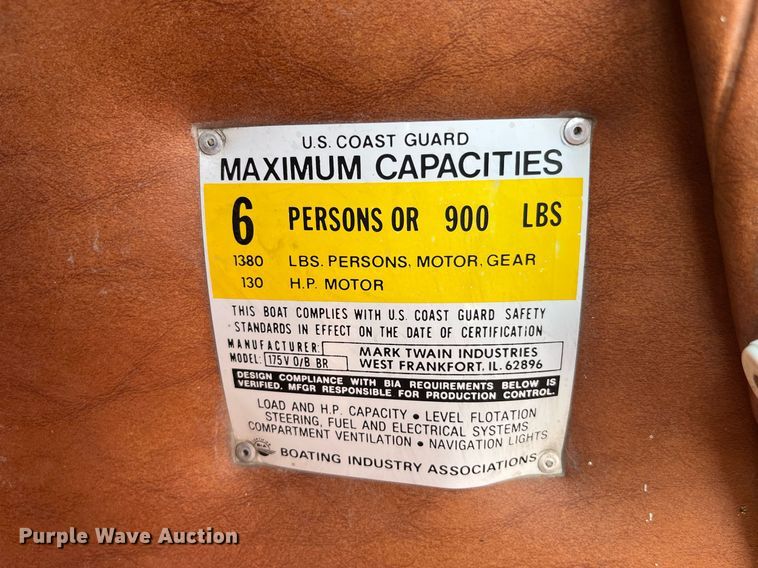 U.S. COAST GUARD
MAXIMUM CAPACITIES
6 PERSONS OR 900 LBS
1380 LBS. PERSONS, MOTOR, GEAR
130 H.P. MOTOR
THIS BOAT COMPLIES WITH U.S. COAST GUARD SAFETY
STANDARDS IN EFFECT ON THE DATE OF CERTIFICATION
MANUFACTURER: MARK TWAIN INDUSTRIES
MODEL: 175V O/B BR WEST FRANKFORT, IL. 62896
DESIGN COMPLIANCE WITH BIA REQUIREMENTS BELOW IS
VERIFIED. MFGR RESPONSIBLE FOR PRODUCTION CONTROL.
LOAD AND H.P. CAPACITY • LEVEL FLOTATION
STEERING, FUEL AND ELECTRICAL SYSTEMS
COMPARTMENT VENTILATION • NAVIGATION LIGHTS
BOATING INDUSTRY ASSOCIATIONS
Purple Wave Auction